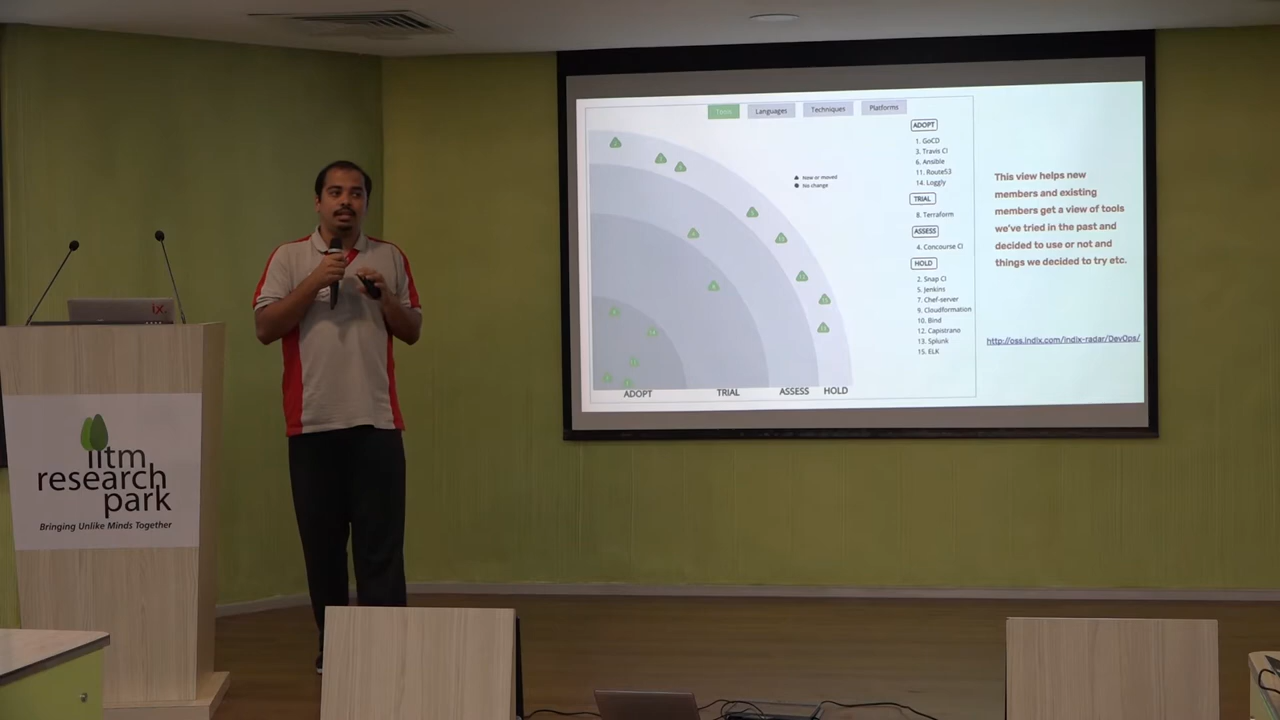 Tools
Languages
Techniques
Platforms
New or moved
No change
ADOPT
1. GoCD
3. Travis CI
6. Ansible
11. Route53
14. Loggly
TRIAL
8. Terraform
ASSESS
4. Concourse CI
HOLD
2. Snap CI
5. Jenkins
7. Chef-server
9. Cloudformation
10. Bind
12. Capistrano
13. Splunk
15. ELK
ADOPT
TRIAL
ASSESS
HOLD
This view helps new
members and existing
members get a view of tools
we've tried in the past and
decided to use or not and
things we decided to try etc.
http://oss.indix.com/indix-radar/DevOps/
ix.
iitm
research
park
Bringing Unlike Minds Together